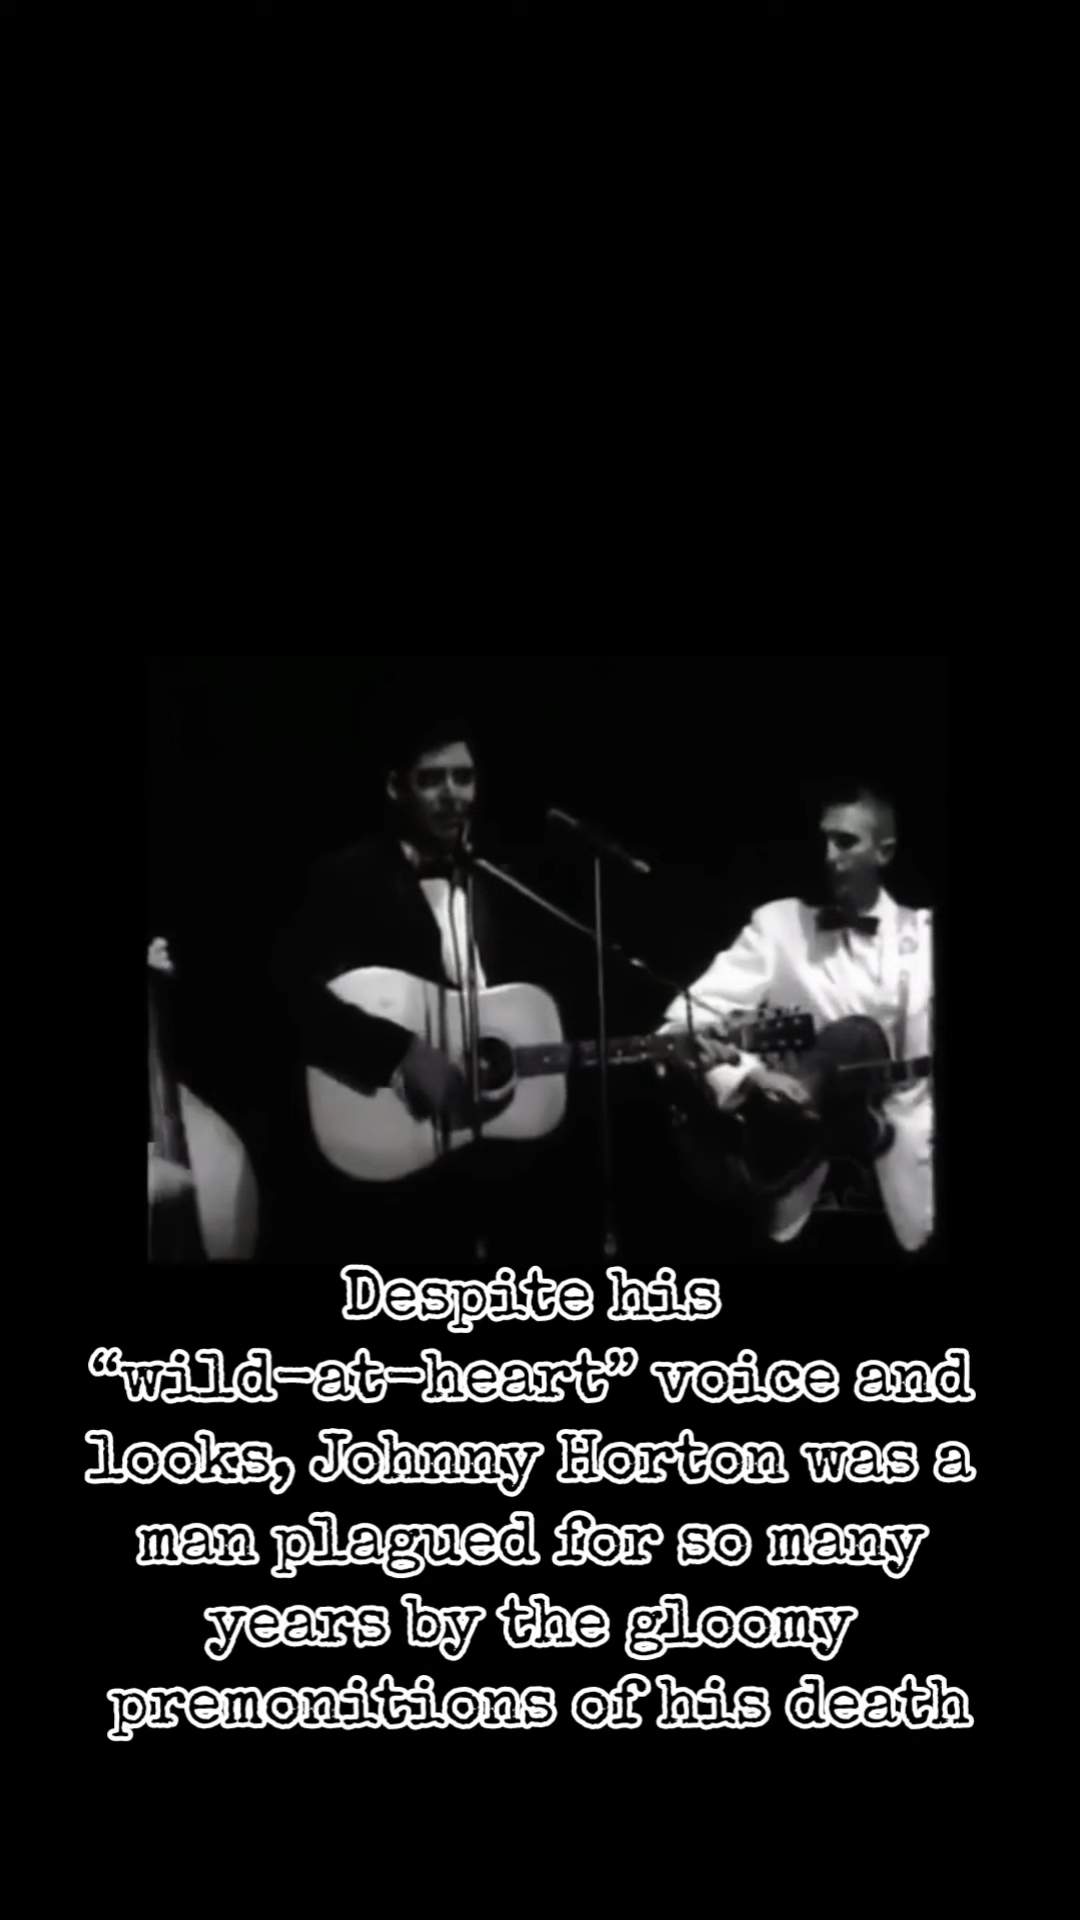 Despite his
“wild-at-heart” voice and
looks, Johnny Horton was a
man plagued for so many
years by the gloomy
premonitions of his death